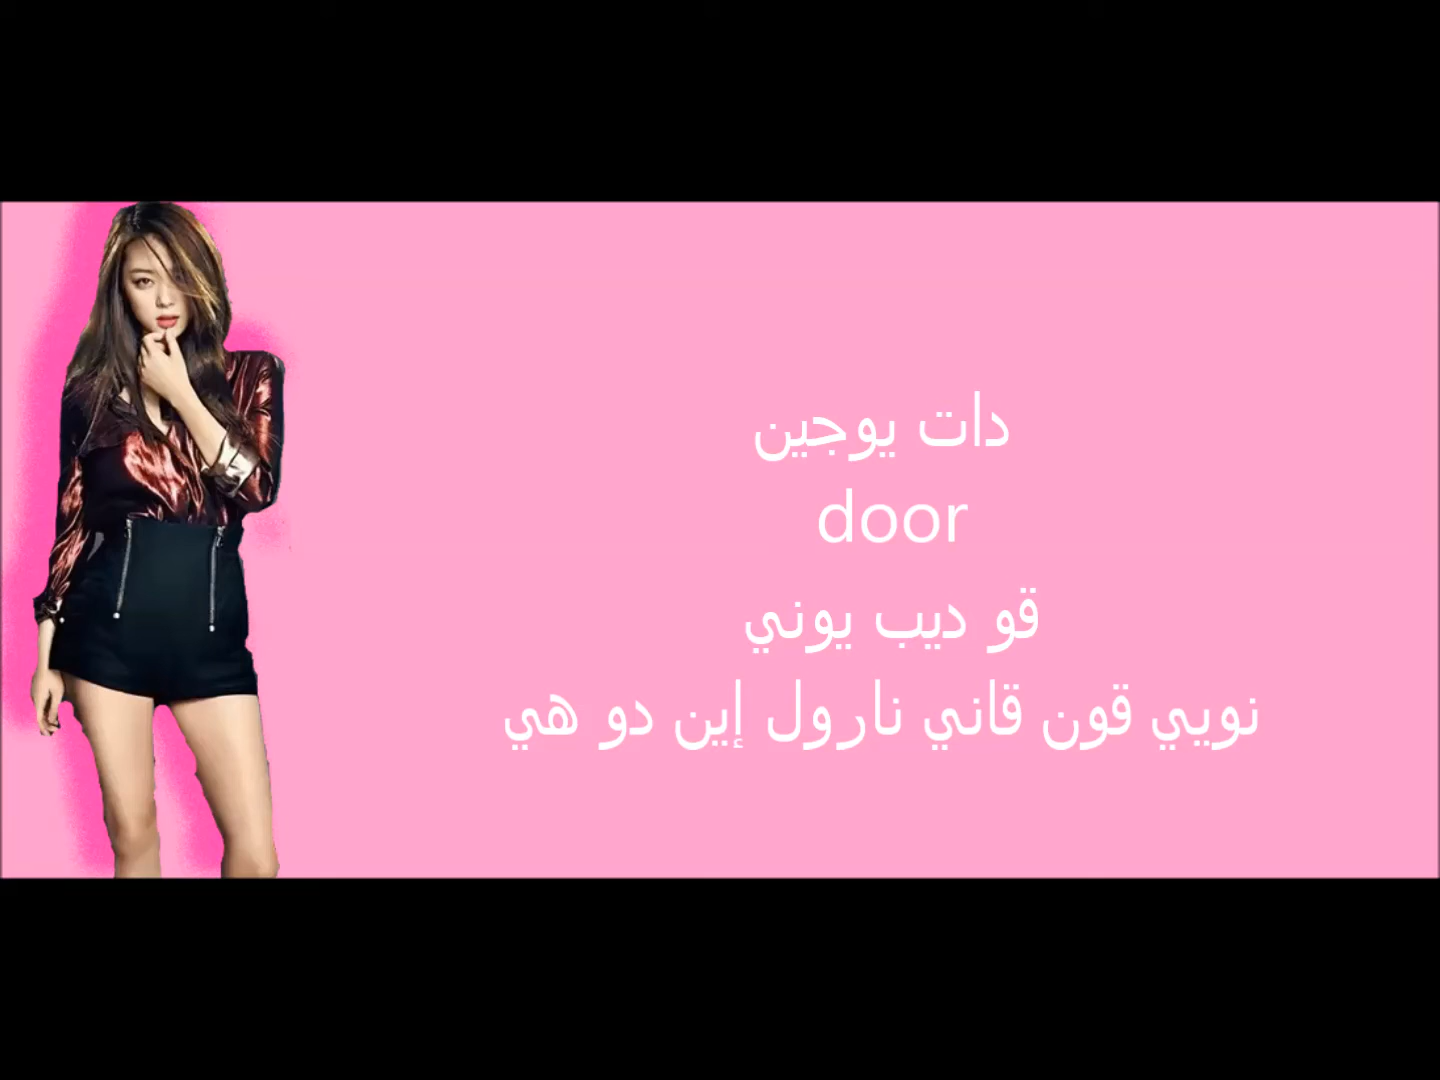 دات يوجين
door
قو ديب يوني
نويي قون قاني نارول إين دو هي